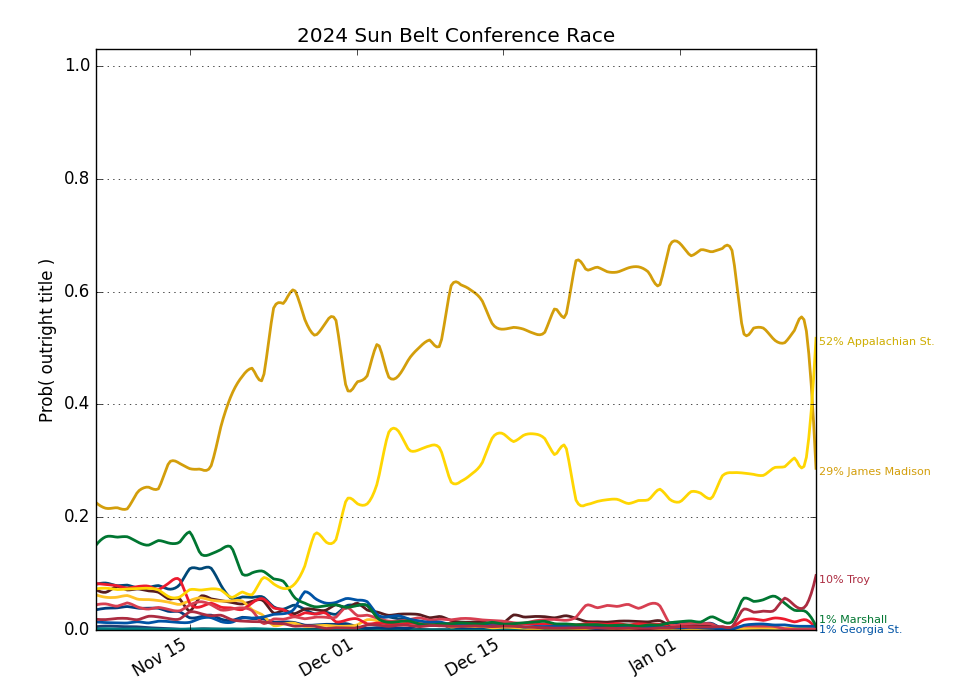 2024 Sun Belt Conference Race
Prob( outright title )
1.0
0.8
0.6
0.4
0.2
0.0
Nov 15
Dec 01
Dec 15
Jan 01
52% Appalachian St.
29% James Madison
10% Troy
1% Marshall
1% Georgia St.